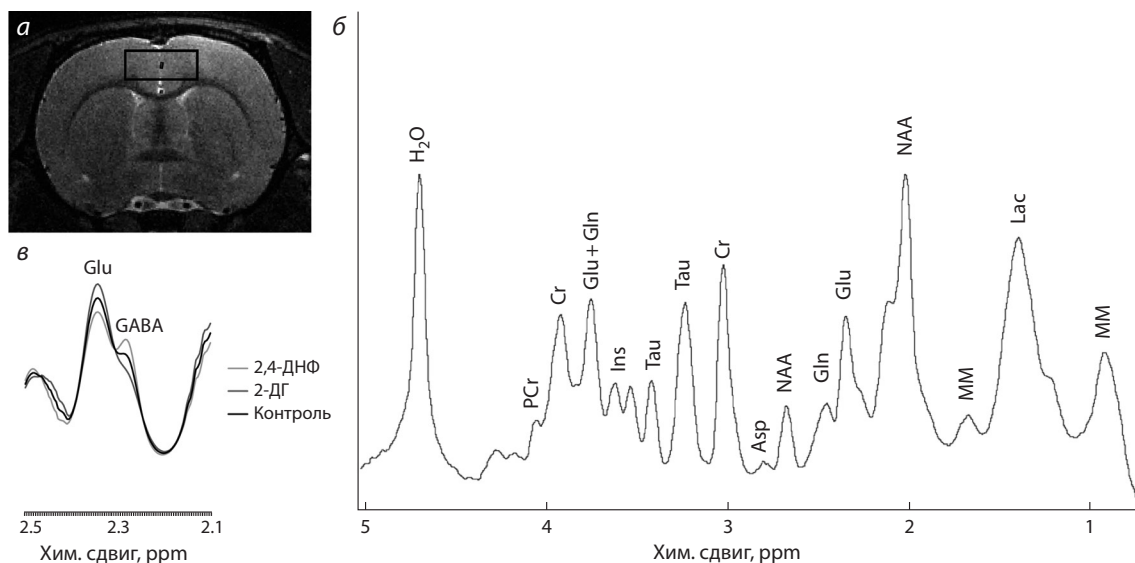 а
б
H₂O
PCr
Cr
Glu + Gln
Ins
Tau
Tau
Cr
Asp
NAA
Gln
Glu
NAA
MM
Lac
MM
5 4 3 2 1
Хим. сдвиг, ppm
в
Glu
GABA
2,4-ДНФ
2-ДГ
Контроль
2.5 2.3 2.1
Хим. сдвиг, ppm